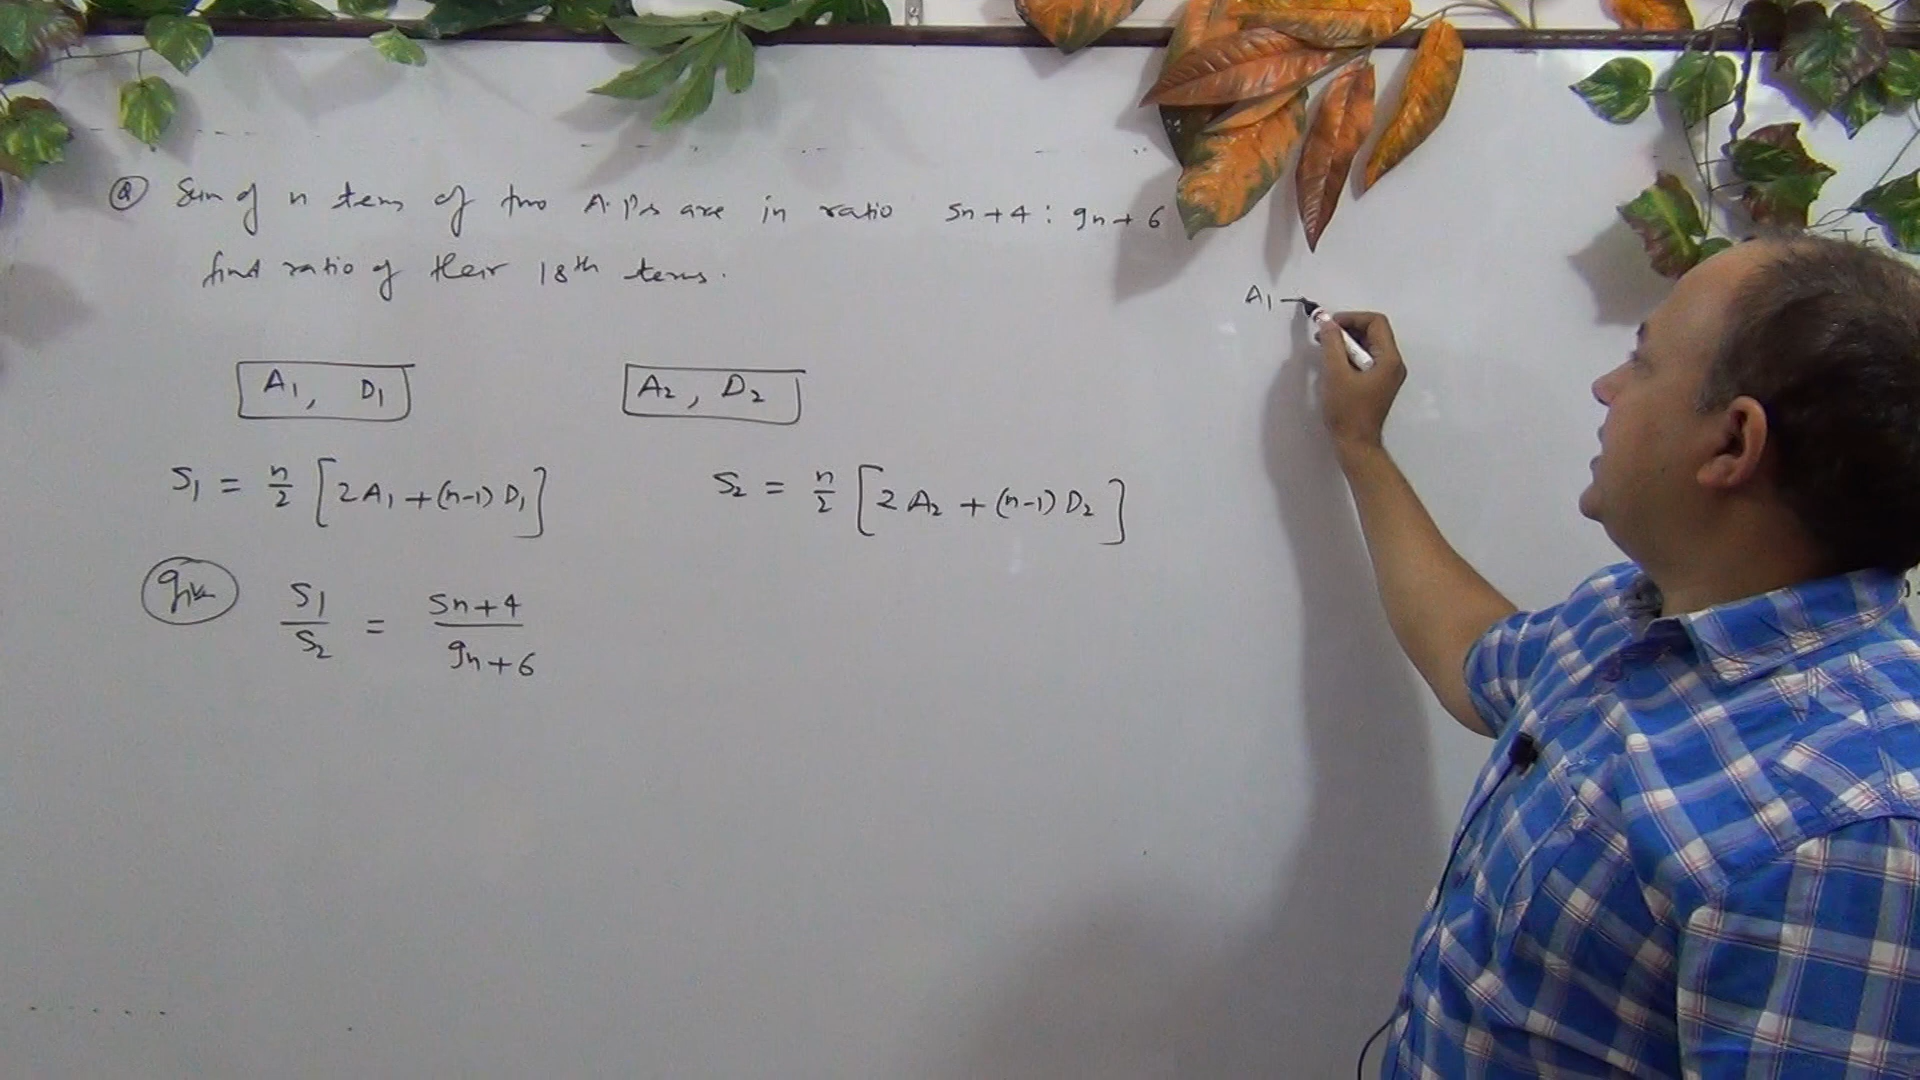 Q Sum of n terms of two A.P.s are in ratio 5n+4 : 9n+6
find ratio of their 18th terms.
A1 -
A1, D1
A2, D2
S1 = n/2 [2A1 + (n-1) D1]
S2 = n/2 [2A2 + (n-1) D2]
given S1/S2 = 5n+4/9n+6